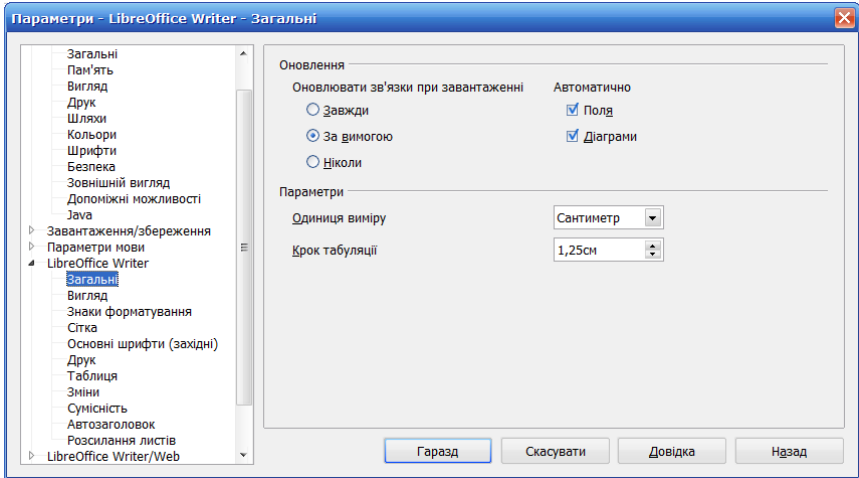 Параметри - LibreOffice Writer - Загальні
Загальні
Пам'ять
Вигляд
Друк
Шляхи
Кольори
Шрифти
Безпека
Зовнішній вигляд
Допоміжні можливості
Java
Завантаження/збереження
Параметри мови
LibreOffice Writer
Загальні
Вигляд
Знаки форматування
Сітка
Основні шрифти (західні)
Друк
Таблиця
Зміни
Сумісність
Автозаголовок
Розсилання листів
LibreOffice Writer/Web
Оновлення
Оновлювати зв'язки при завантаженні Автоматично
Завжди Поля
За вимогою Діаграми
Ніколи
Параметри
Одиниця виміру Сантиметр
Крок табуляції 1,25см
Гаразд Скасувати Довідка Назад